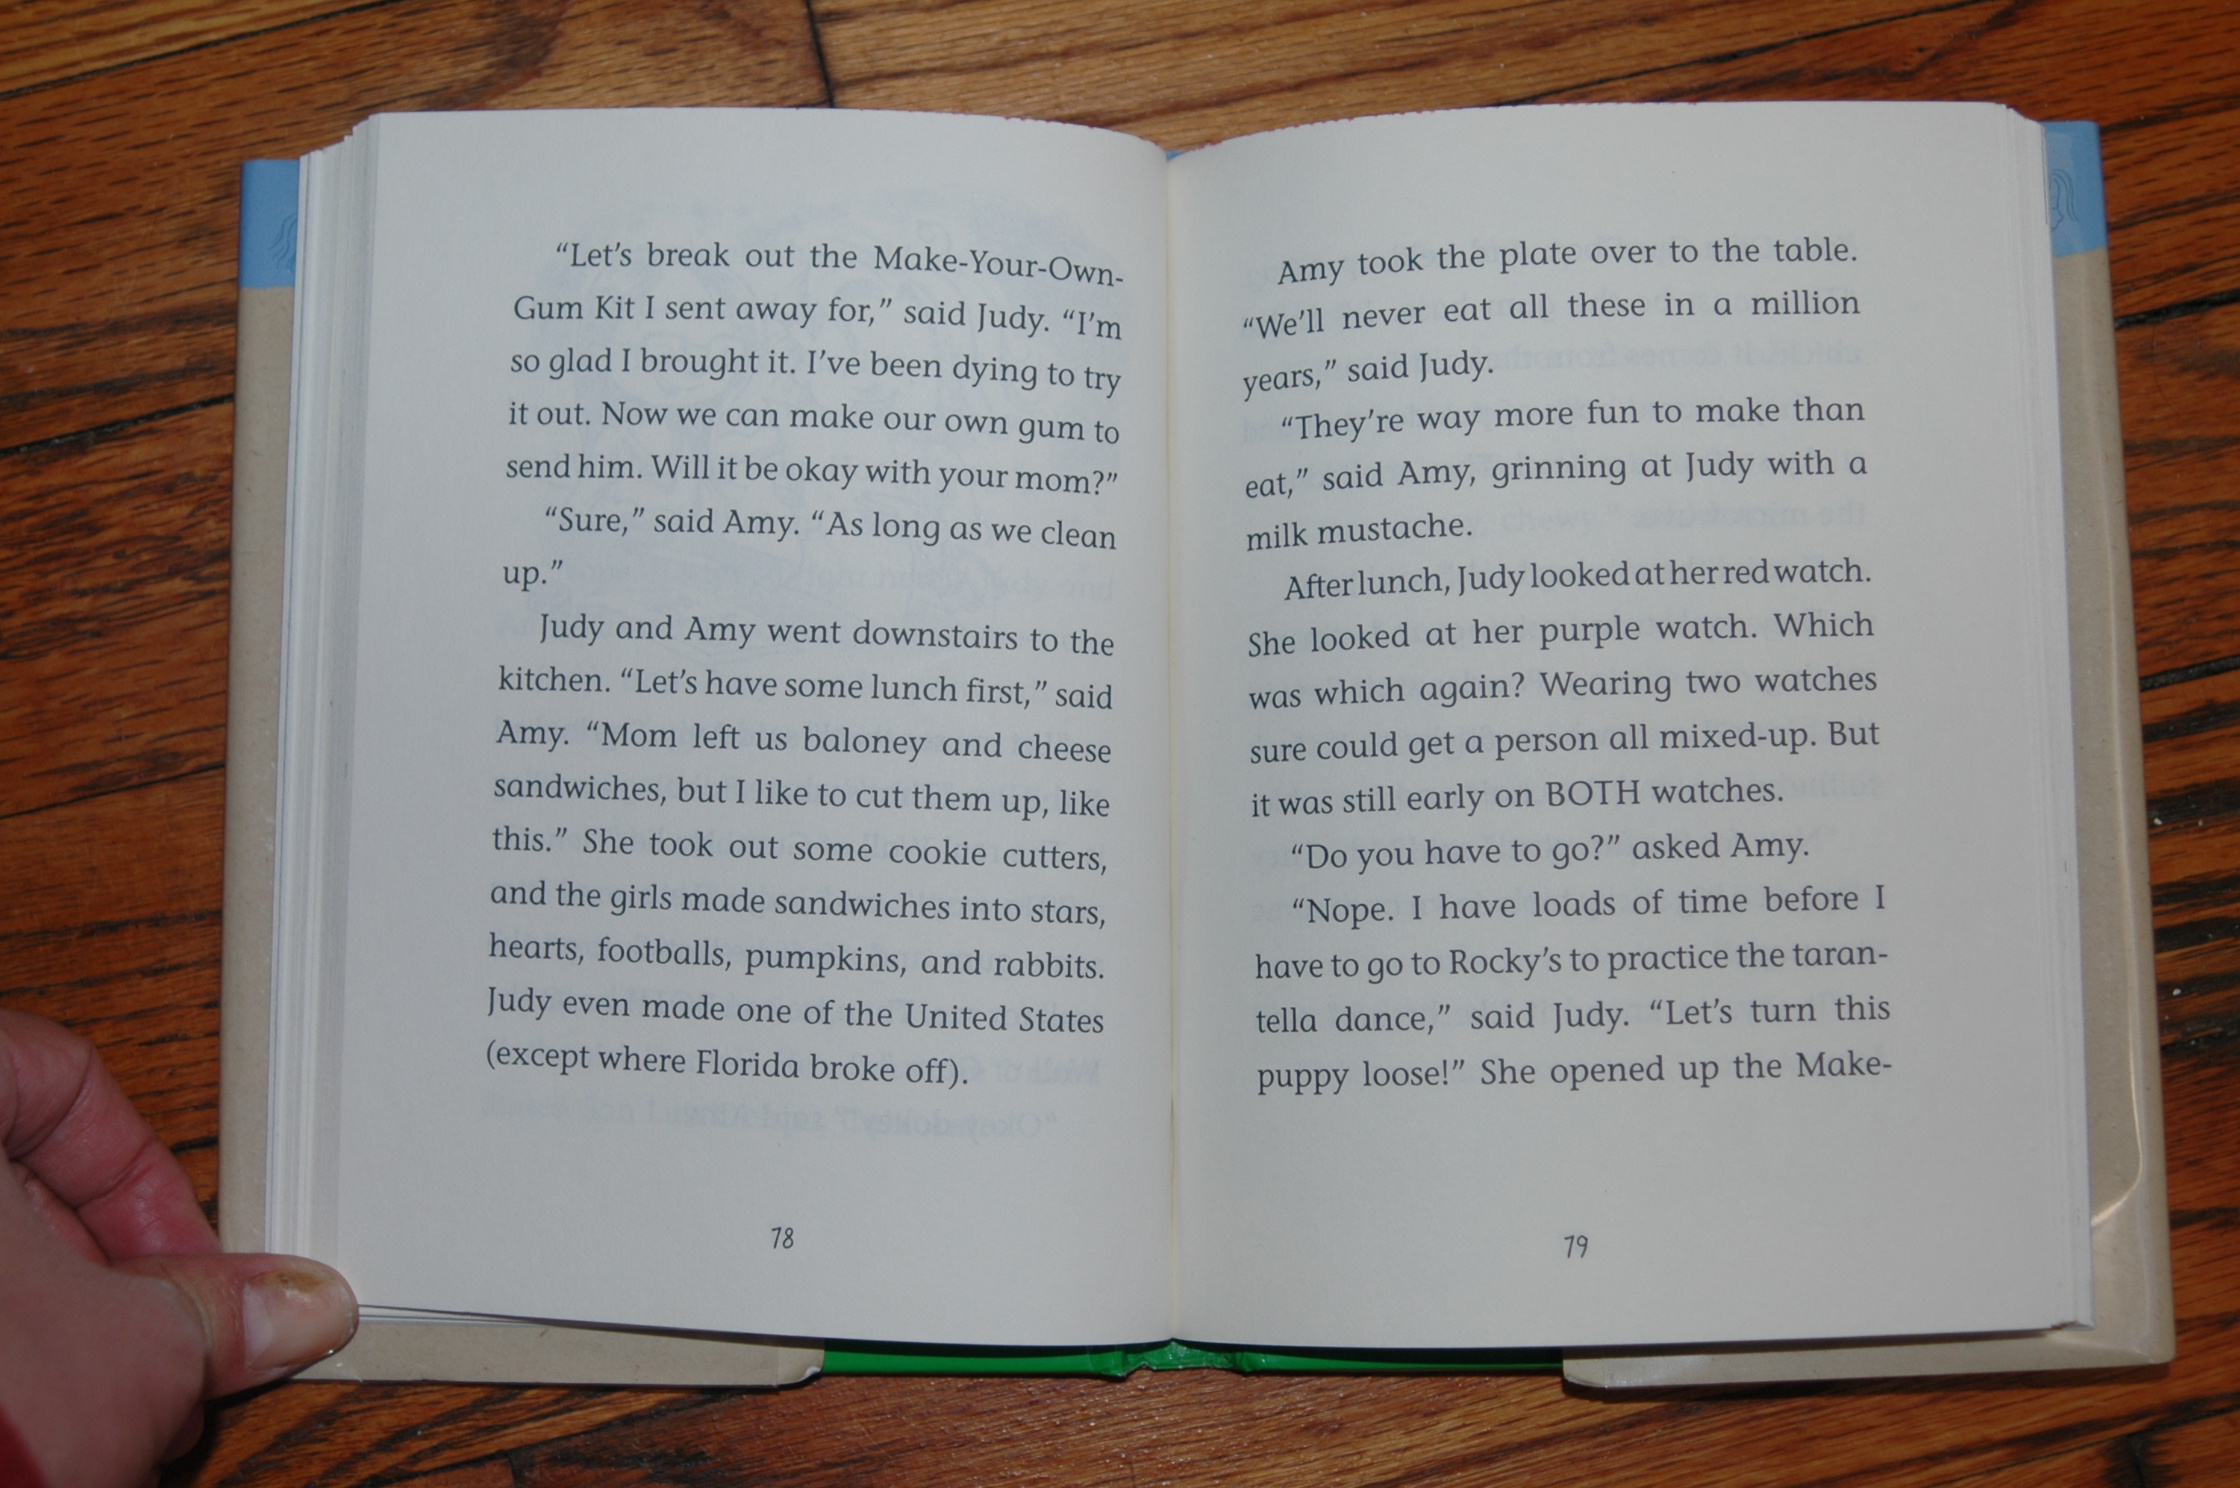 “Let’s break out the Make-Your-Own-
Gum Kit I sent away for,” said Judy. “I’m
so glad I brought it. I’ve been dying to try
it out. Now we can make our own gum to
send him. Will it be okay with your mom?”
“Sure,” said Amy. “As long as we clean
up.”
Judy and Amy went downstairs to the
kitchen. “Let’s have some lunch first,” said
Amy. “Mom left us baloney and cheese
sandwiches, but I like to cut them up, like
this.” She took out some cookie cutters,
and the girls made sandwiches into stars,
hearts, footballs, pumpkins, and rabbits.
Judy even made one of the United States
(except where Florida broke off).
78
Amy took the plate over to the table.
“We’ll never eat all these in a million
years,” said Judy.
“They’re way more fun to make than
eat,” said Amy, grinning at Judy with a
milk mustache.
After lunch, Judy looked at her red watch.
She looked at her purple watch. Which
was which again? Wearing two watches
sure could get a person all mixed-up. But
it was still early on BOTH watches.
“Do you have to go?” asked Amy.
“Nope. I have loads of time before I
have to go to Rocky’s to practice the taran-
tella dance,” said Judy. “Let’s turn this
puppy loose!” She opened up the Make-
79